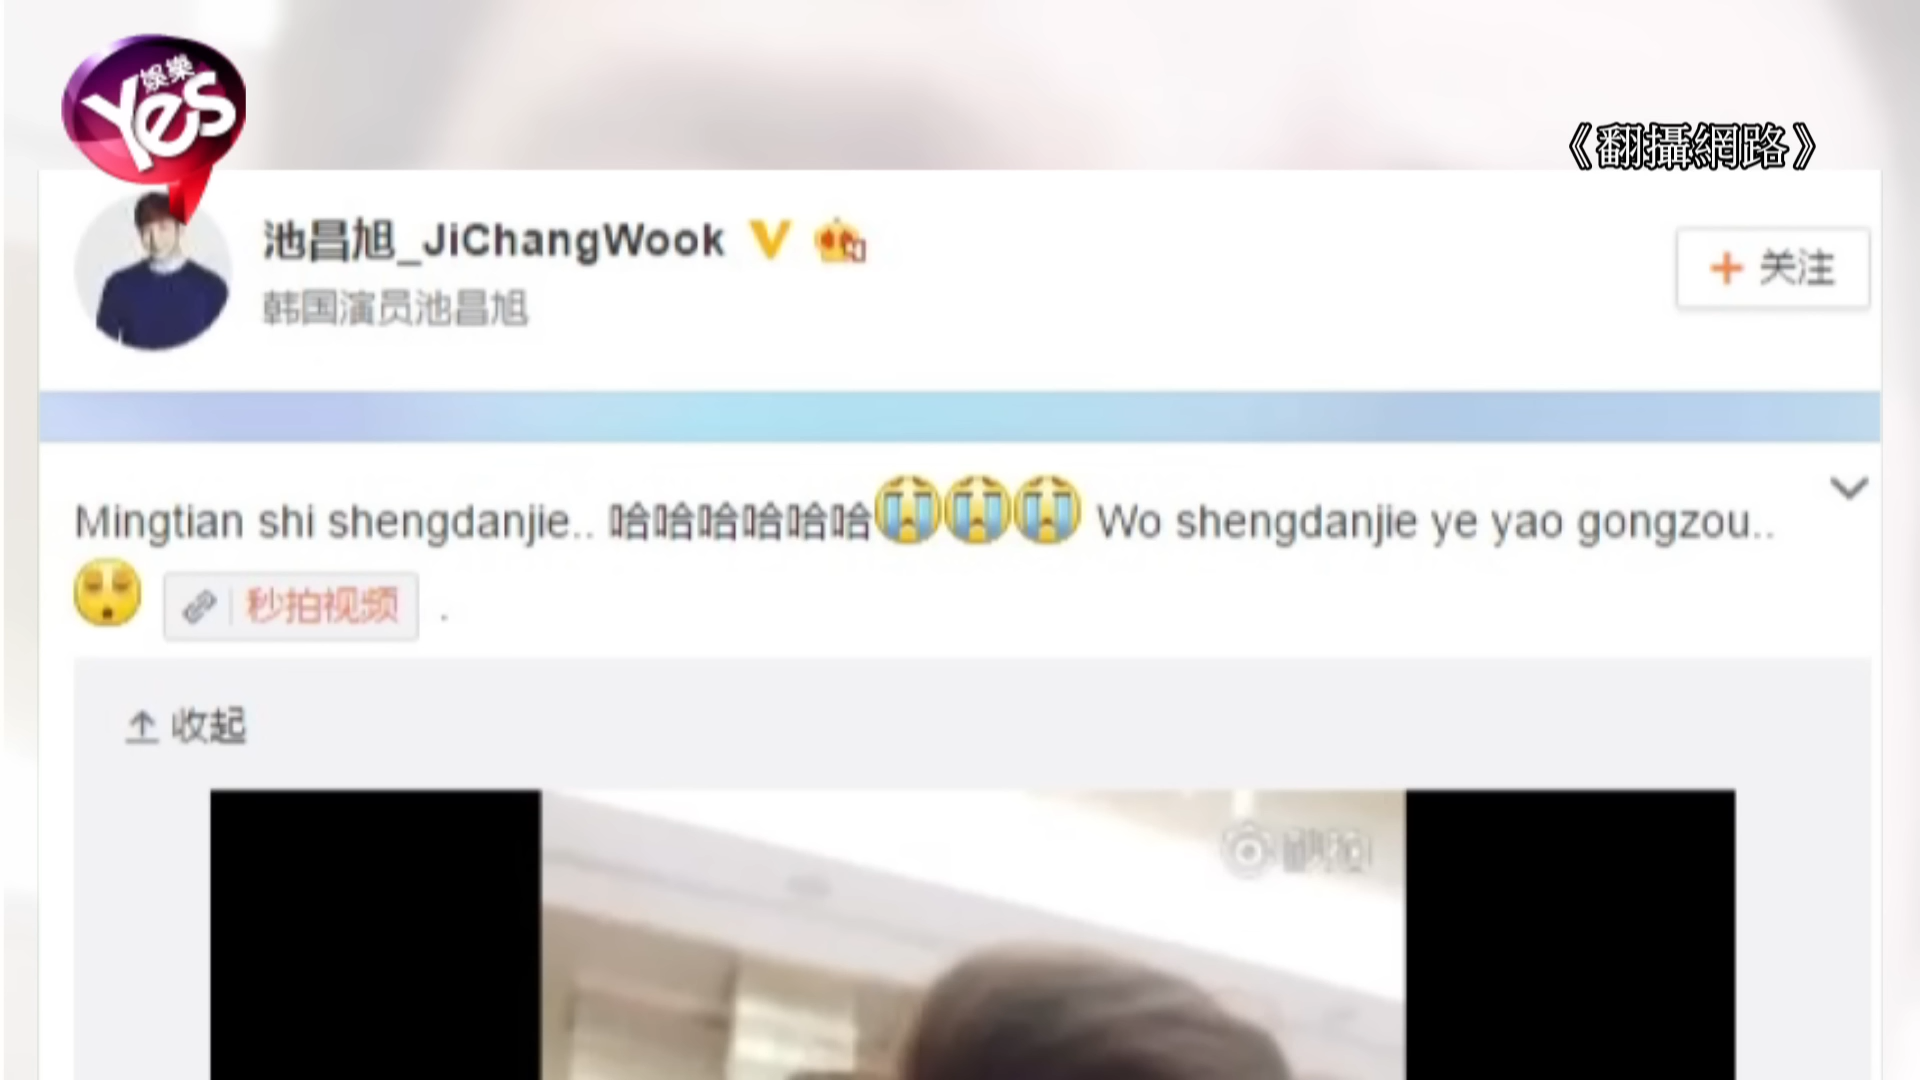 娛樂
Yes
《翻攝網路》
池昌旭_JiChangWook
韩国演员池昌旭
+ 关注
Mingtian shi shengdanjie.. 哈哈哈哈哈哈😭😭😭 Wo shengdanjie ye yao gongzou..
秒拍视频 .
收起
秒拍